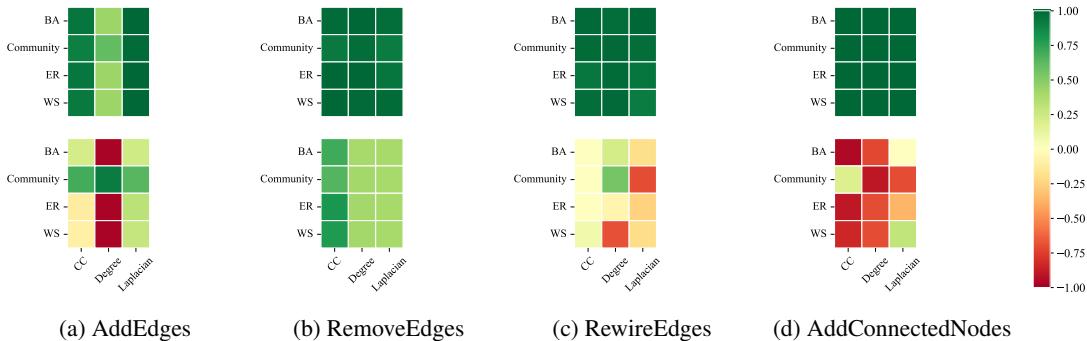 BA
Community
ER
WS
BA
Community
ER
WS
CC
Degree
Laplacian
(a) AddEdges
BA
Community
ER
WS
BA
Community
ER
WS
CC
Degree
Laplacian
(b) RemoveEdges
BA
Community
ER
WS
BA
Community
ER
WS
CC
Degree
Laplacian
(c) RewireEdges
BA
Community
ER
WS
BA
Community
ER
WS
CC
Degree
Laplacian
(d) AddConnectedNodes
1.00
0.75
0.50
0.25
0.00
−0.25
−0.50
−0.75
−1.00